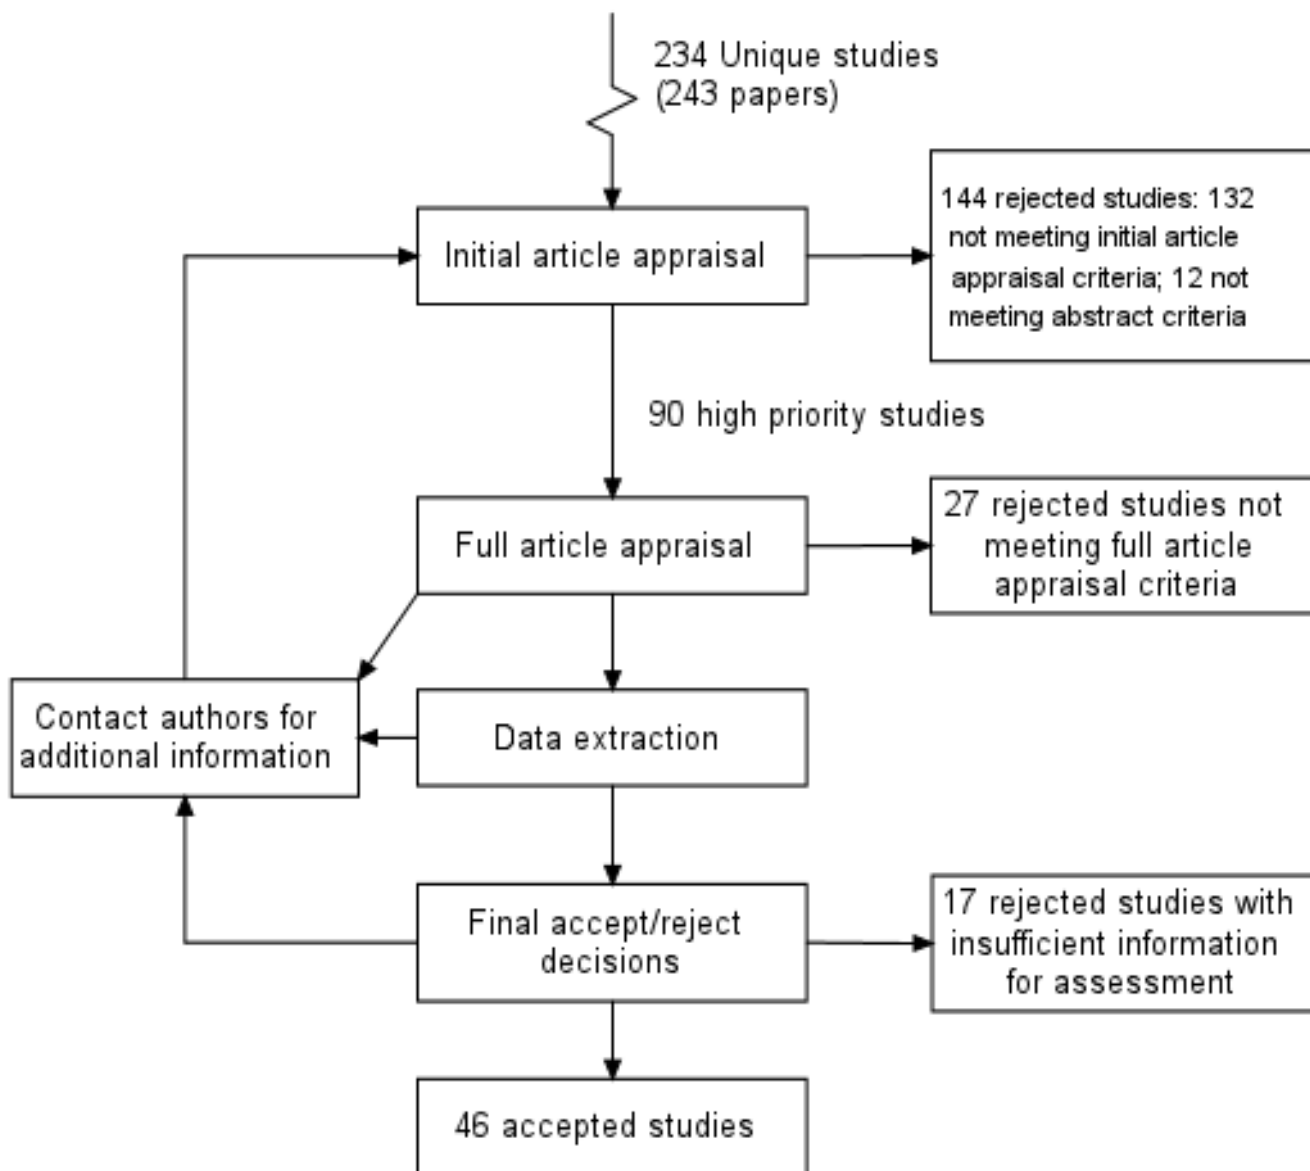 234 Unique studies
(243 papers)
Initial article appraisal
144 rejected studies: 132
not meeting initial article
appraisal criteria; 12 not
meeting abstract criteria
90 high priority studies
Full article appraisal
27 rejected studies not
meeting full article
appraisal criteria
Contact authors for
additional information
Data extraction
Final accept/reject
decisions
17 rejected studies with
insufficient information
for assessment
46 accepted studies